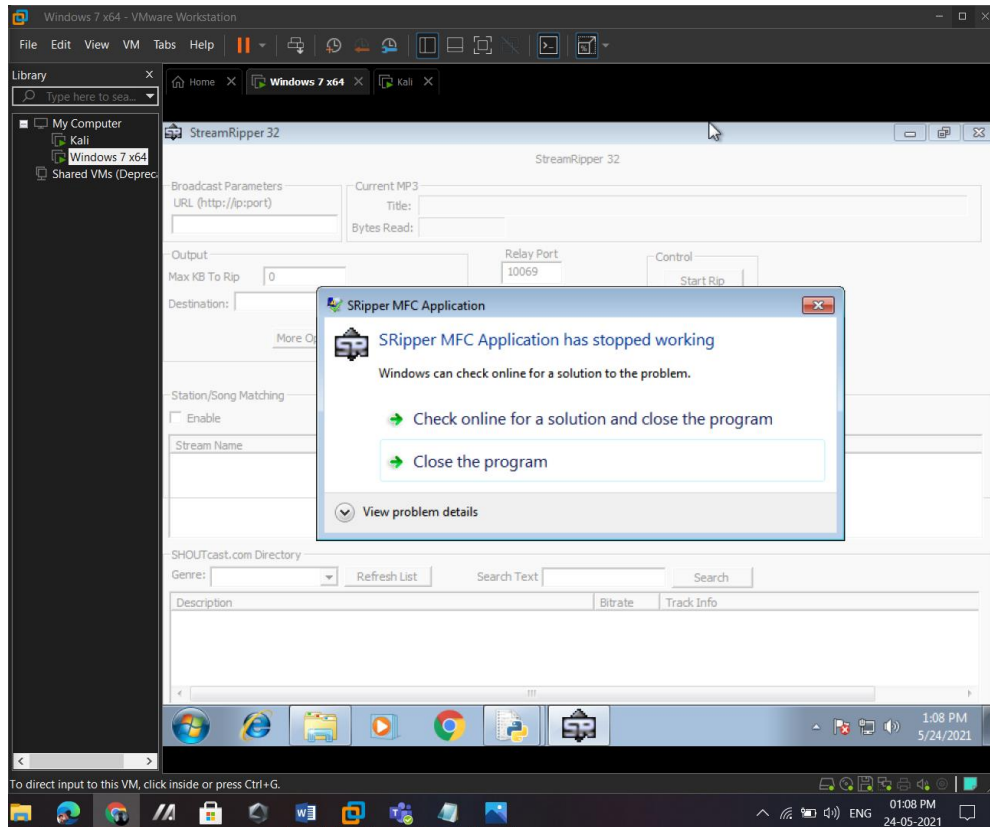 Windows 7 x64 - VMware Workstation
File Edit View VM Tabs Help
Library X
Home X Windows 7 x64 X Kali X
Type here to sea...
My Computer
Kali
Windows 7 x64
Shared VMs (Deprec
StreamRipper 32
StreamRipper 32
Broadcast Parameters
URL (http://ip:port)
Current MP3
Title:
Bytes Read:
Output
Max KB To Rip 0
Destination:
More Op
Relay Port
10069
Control
Start Rip
SRipper MFC Application
SR
SRipper MFC Application has stopped working
Windows can check online for a solution to the problem.
Check online for a solution and close the program
Close the program
View problem details
Station/Song Matching
Enable
Stream Name
SHOUTcast.com Directory
Genre: Refresh List Search Text Search
Description Bitrate Track Info
SR
1:08 PM
5/24/2021
To direct input to this VM, click inside or press Ctrl+G.
ENG
01:08 PM
24-05-2021